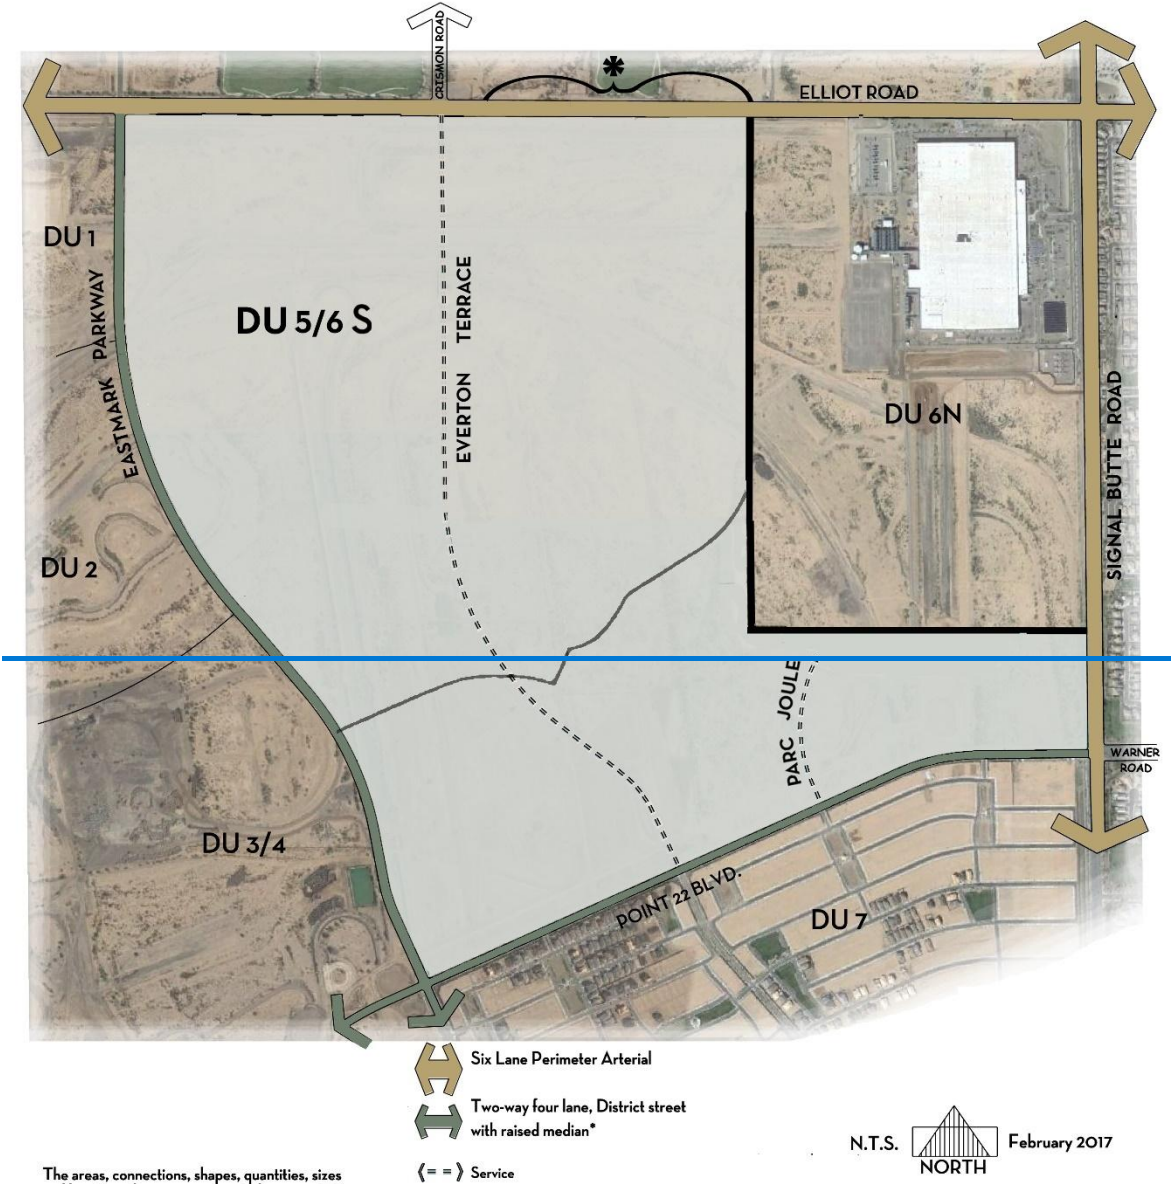 CRISMON ROAD
*
ELLIOT ROAD
DU 1
EASTMARK PARKWAY
DU 5/6 S
EVERTON TERRACE
DU 6N
SIGNAL BUTTE ROAD
DU 2
PARC JOULE
WARNER
ROAD
DU 3/4
POINT 22 BLVD.
DU 7
Six Lane Perimeter Arterial
Two-way four lane, District street
with raised median*
Service
N.T.S.
NORTH
February 2017
The areas, connections, shapes, quantities, sizes